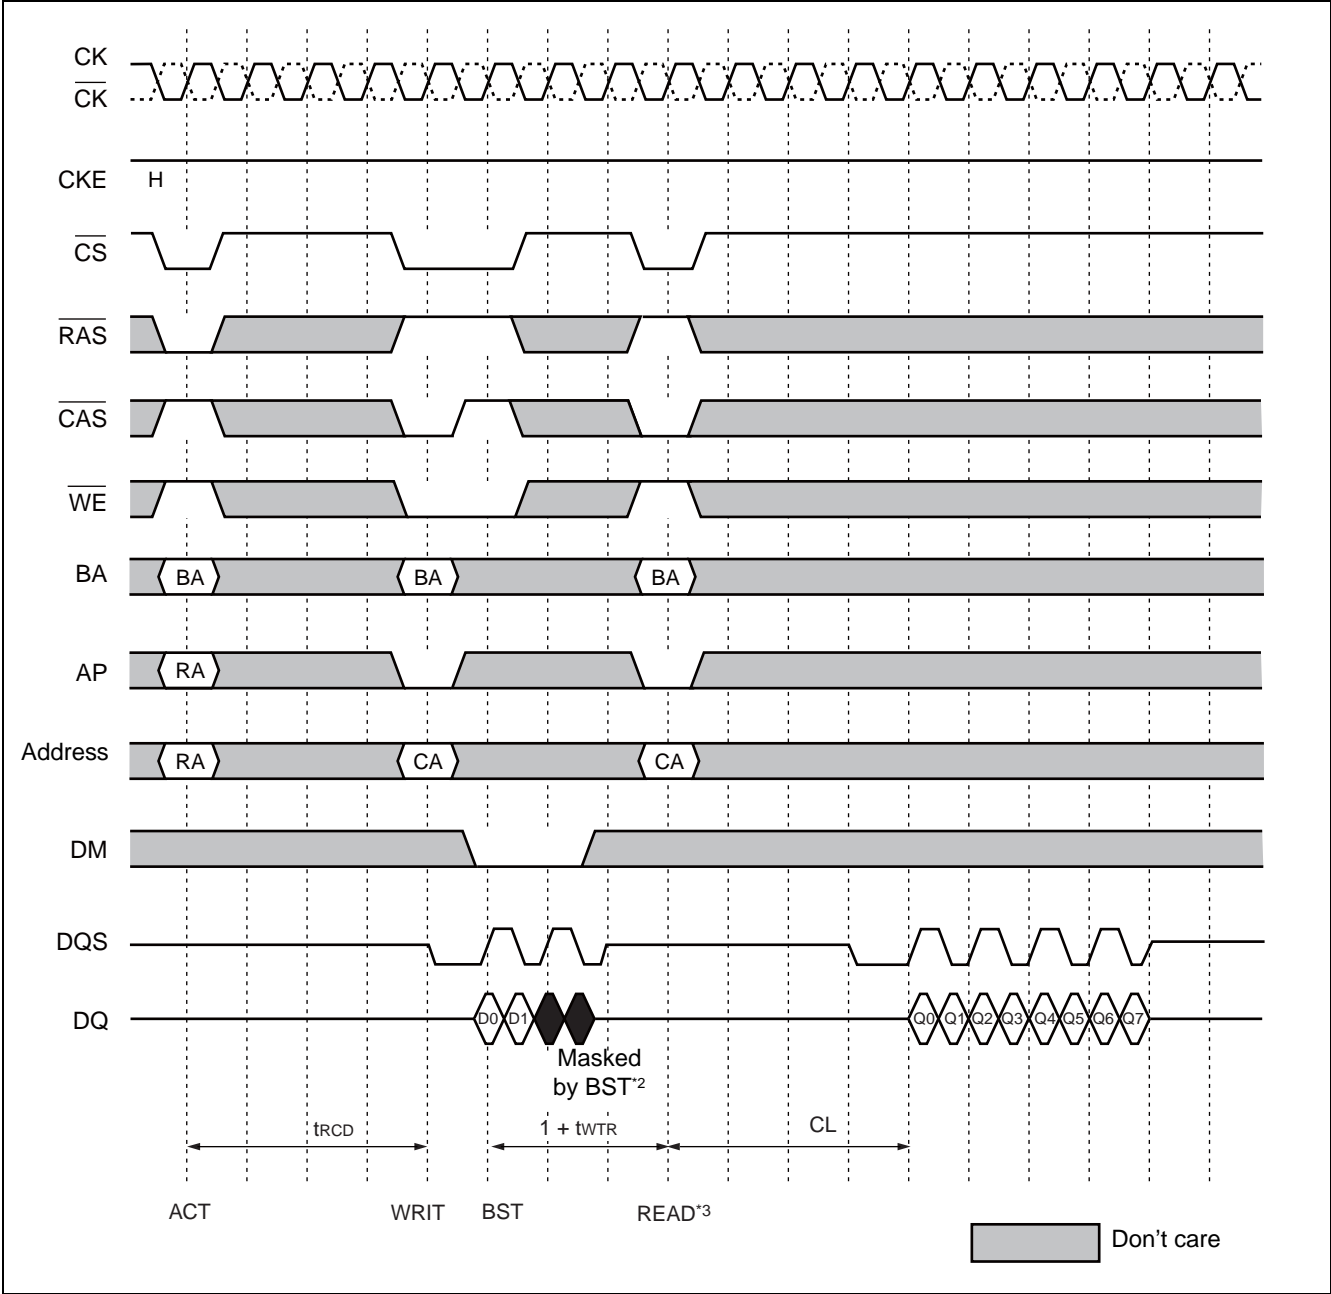 CK
CK
CKE H
CS
RAS
CAS
WE
BA BA BA BA
AP RA
Address RA CA CA
DM
DQS
DQ D0 D1 Q0 Q1 Q2 Q3 Q4 Q5 Q6 Q7
Masked
by BST*2
tRCD 1 + tWTR CL
ACT WRIT BST READ*3
Don't care